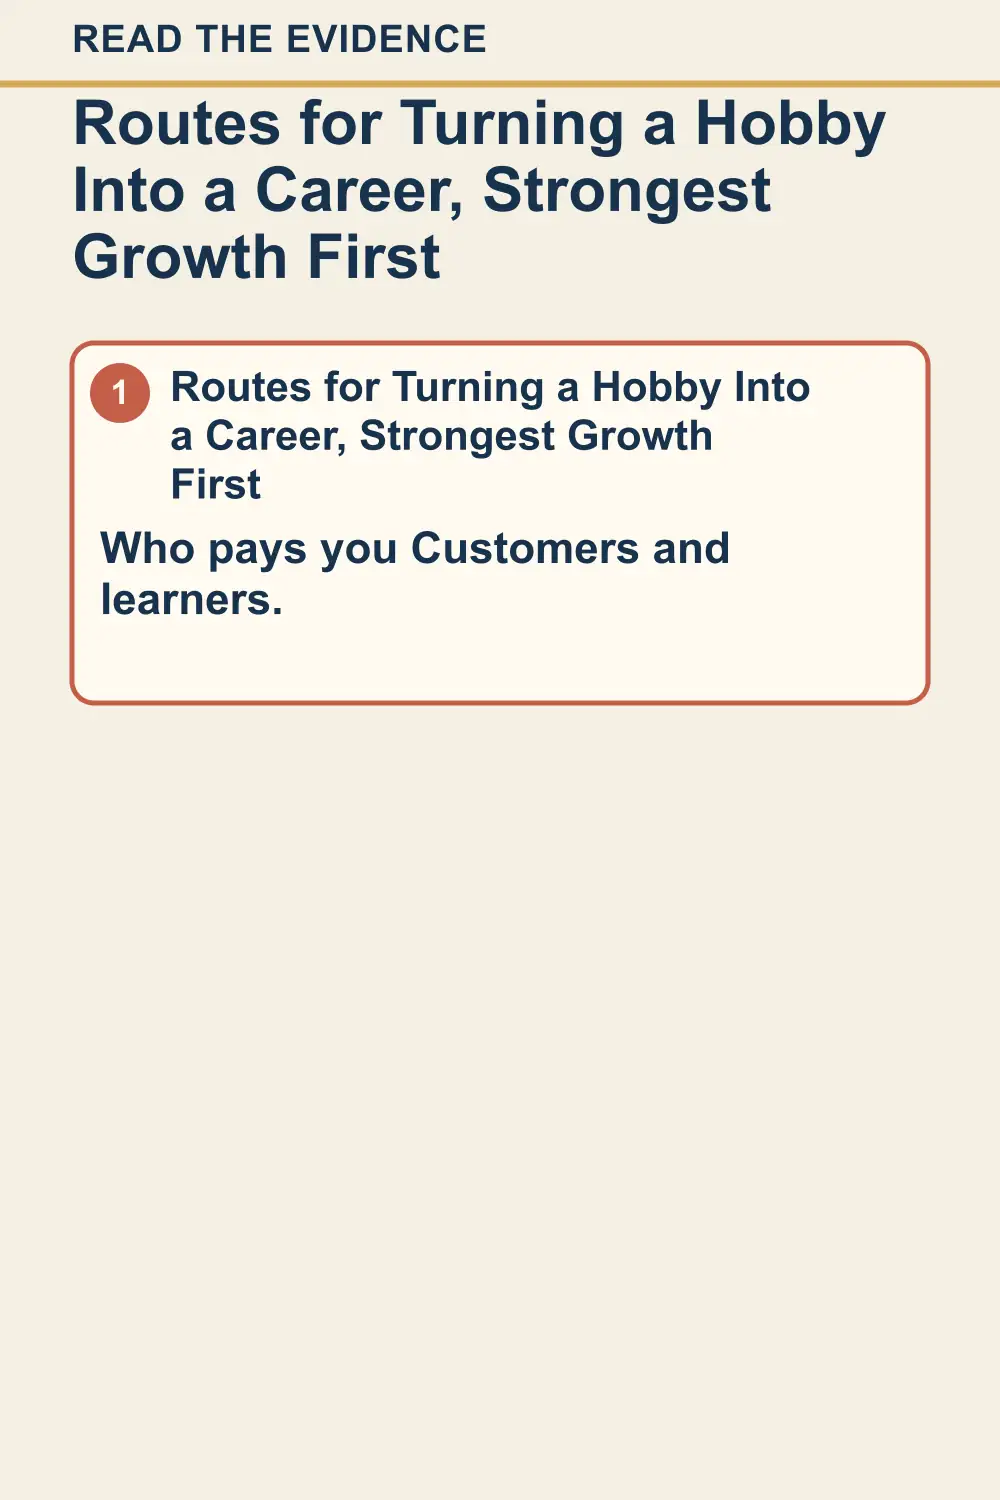 READ THE EVIDENCE
Routes for Turning a Hobby
Into a Career, Strongest
Growth First
1
Routes for Turning a Hobby Into
a Career, Strongest Growth
First
Who pays you Customers and
learners.